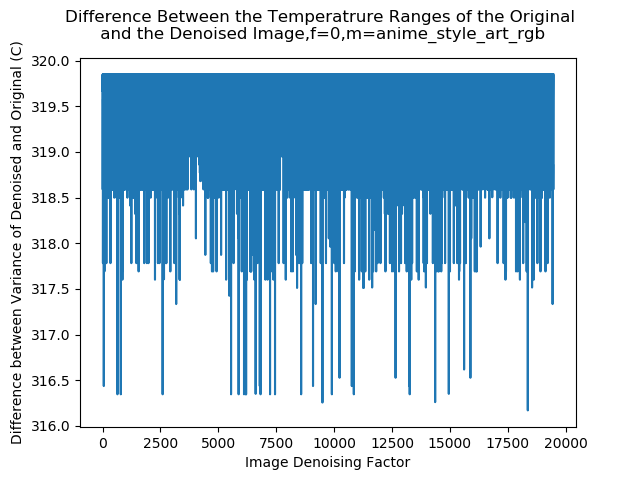 Difference Between the Temperatrure Ranges of the Original
and the Denoised Image,f=0,m=anime_style_art_rgb
Difference between Variance of Denoised and Original (C)
320.0
319.5
319.0
318.5
318.0
317.5
317.0
316.5
316.0
0 2500 5000 7500 10000 12500 15000 17500 20000
Image Denoising Factor